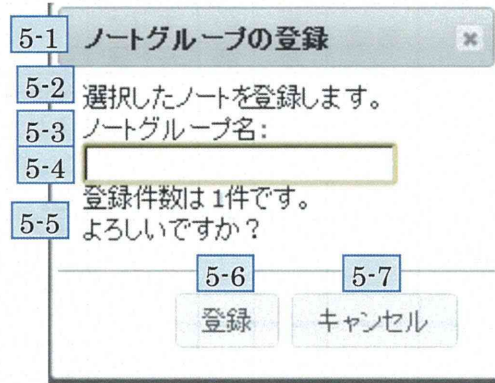 5-1 ノートグループの登録
5-2 選択したノートを登録します。
5-3 ノートグループ名:
5-4
登録件数は1件です。
5-5 よろしいですか?
5-6 5-7
登録 キャンセル